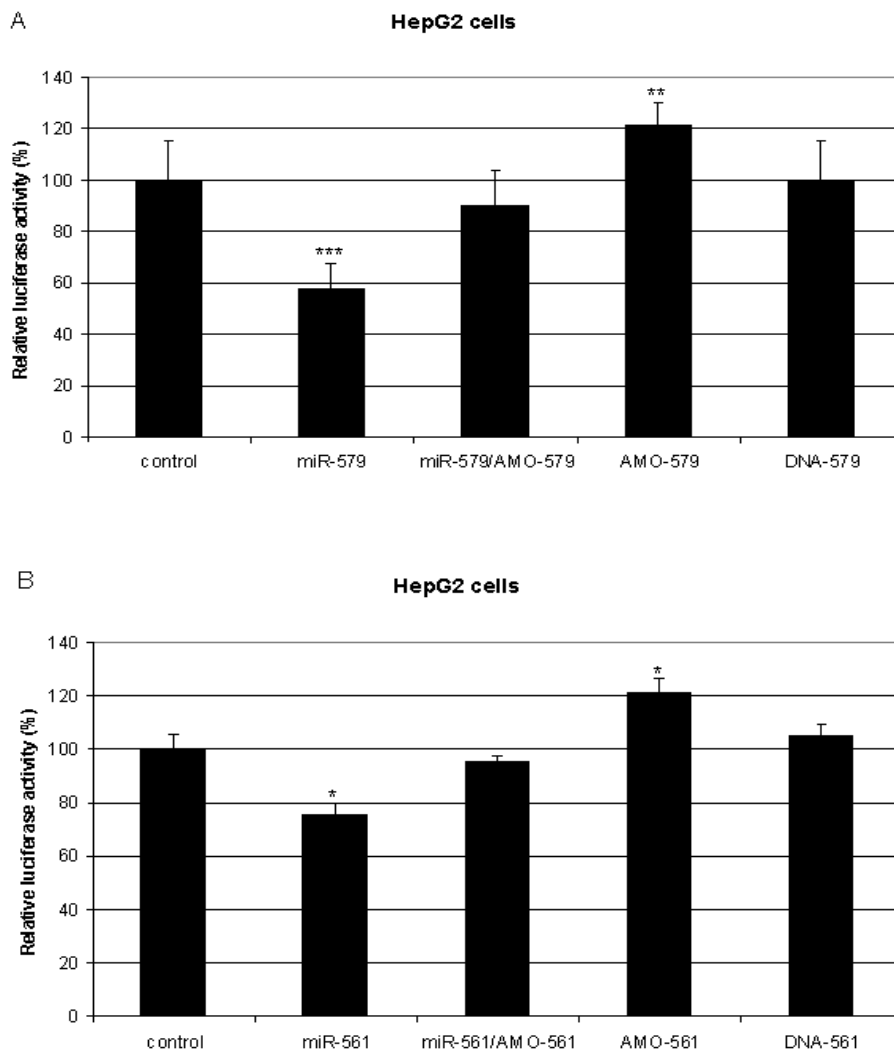 A
HepG2 cells
Relative luciferase activity (%)
140
120
100
80
60
40
20
0
***
**
control miR-579 miR-579/AMO-579 AMO-579 DNA-579
B
HepG2 cells
Relative luciferase activity (%)
140
120
100
80
60
40
20
0
*
*
control miR-561 miR-561/AMO-561 AMO-561 DNA-561